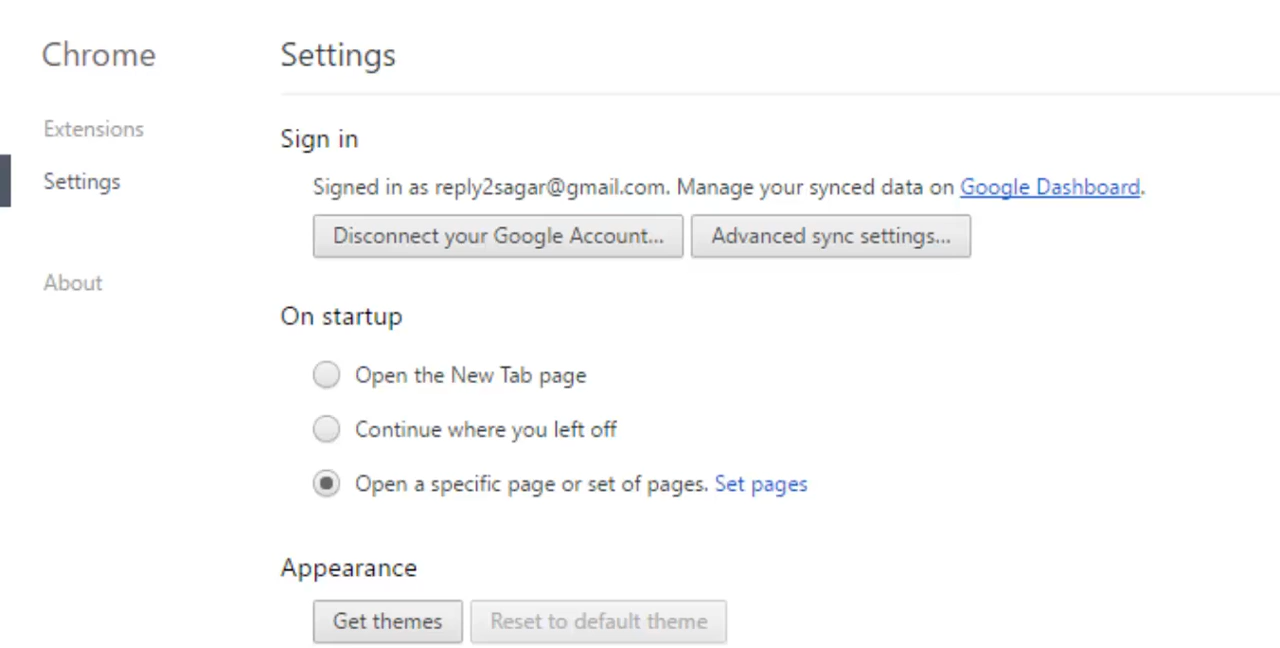 Chrome
Extensions
Settings
About
Settings
Sign in
Signed in as reply2sagar@gmail.com. Manage your synced data on Google Dashboard.
Disconnect your Google Account... Advanced sync settings...
On startup
Open the New Tab page
Continue where you left off
Open a specific page or set of pages. Set pages
Appearance
Get themes Reset to default theme